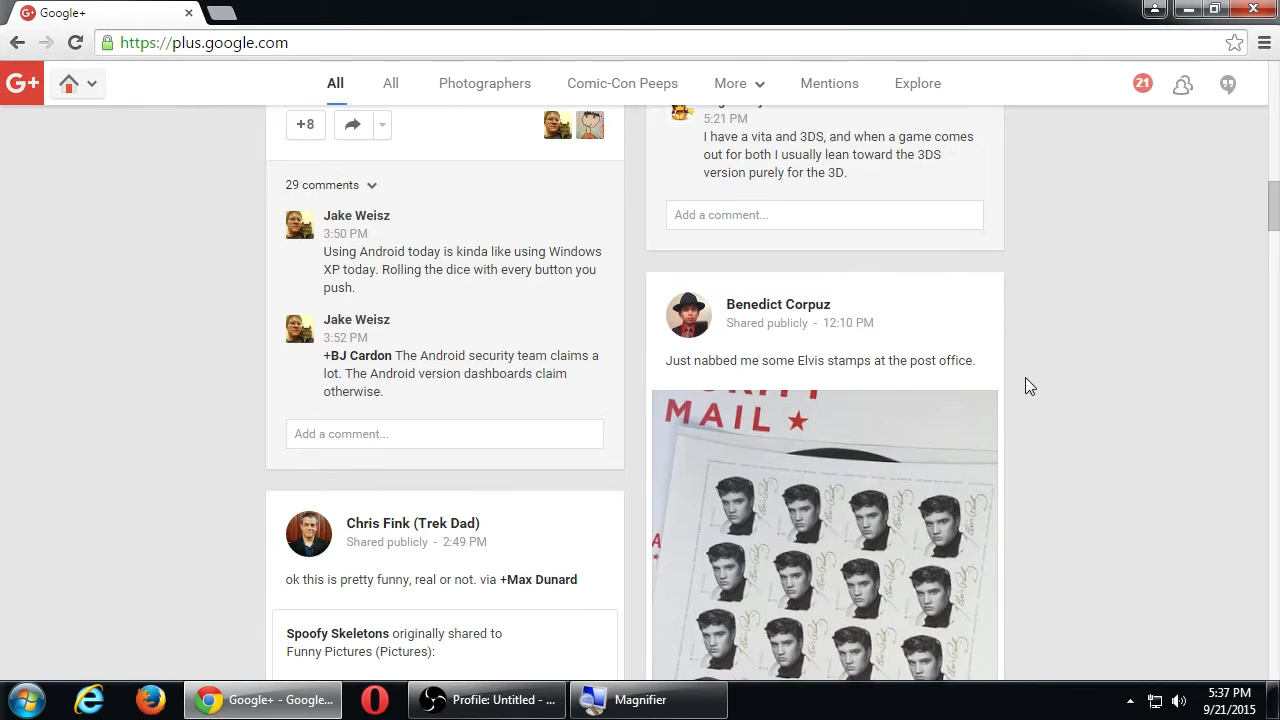 Google+
https://plus.google.com
G+
All
All
Photographers
Comic-Con Peeps
More
Mentions
Explore
21
+8
29 comments
Jake Weisz
3:50 PM
Using Android today is kinda like using Windows
XP today. Rolling the dice with every button you
push.
Jake Weisz
3:52 PM
+BJ Cardon The Android security team claims a
lot. The Android version dashboards claim
otherwise.
Add a comment...
Chris Fink (Trek Dad)
Shared publicly - 2:49 PM
ok this is pretty funny, real or not. via +Max Dunard
Spoofy Skeletons originally shared to
Funny Pictures (Pictures):
5:21 PM
I have a vita and 3DS, and when a game comes
out for both I usually lean toward the 3DS
version purely for the 3D.
Add a comment...
Benedict Corpuz
Shared publicly - 12:10 PM
Just nabbed me some Elvis stamps at the post office.
MAIL
Google+ - Google...
Profile: Untitled - ...
Magnifier
5:37 PM
9/21/2015